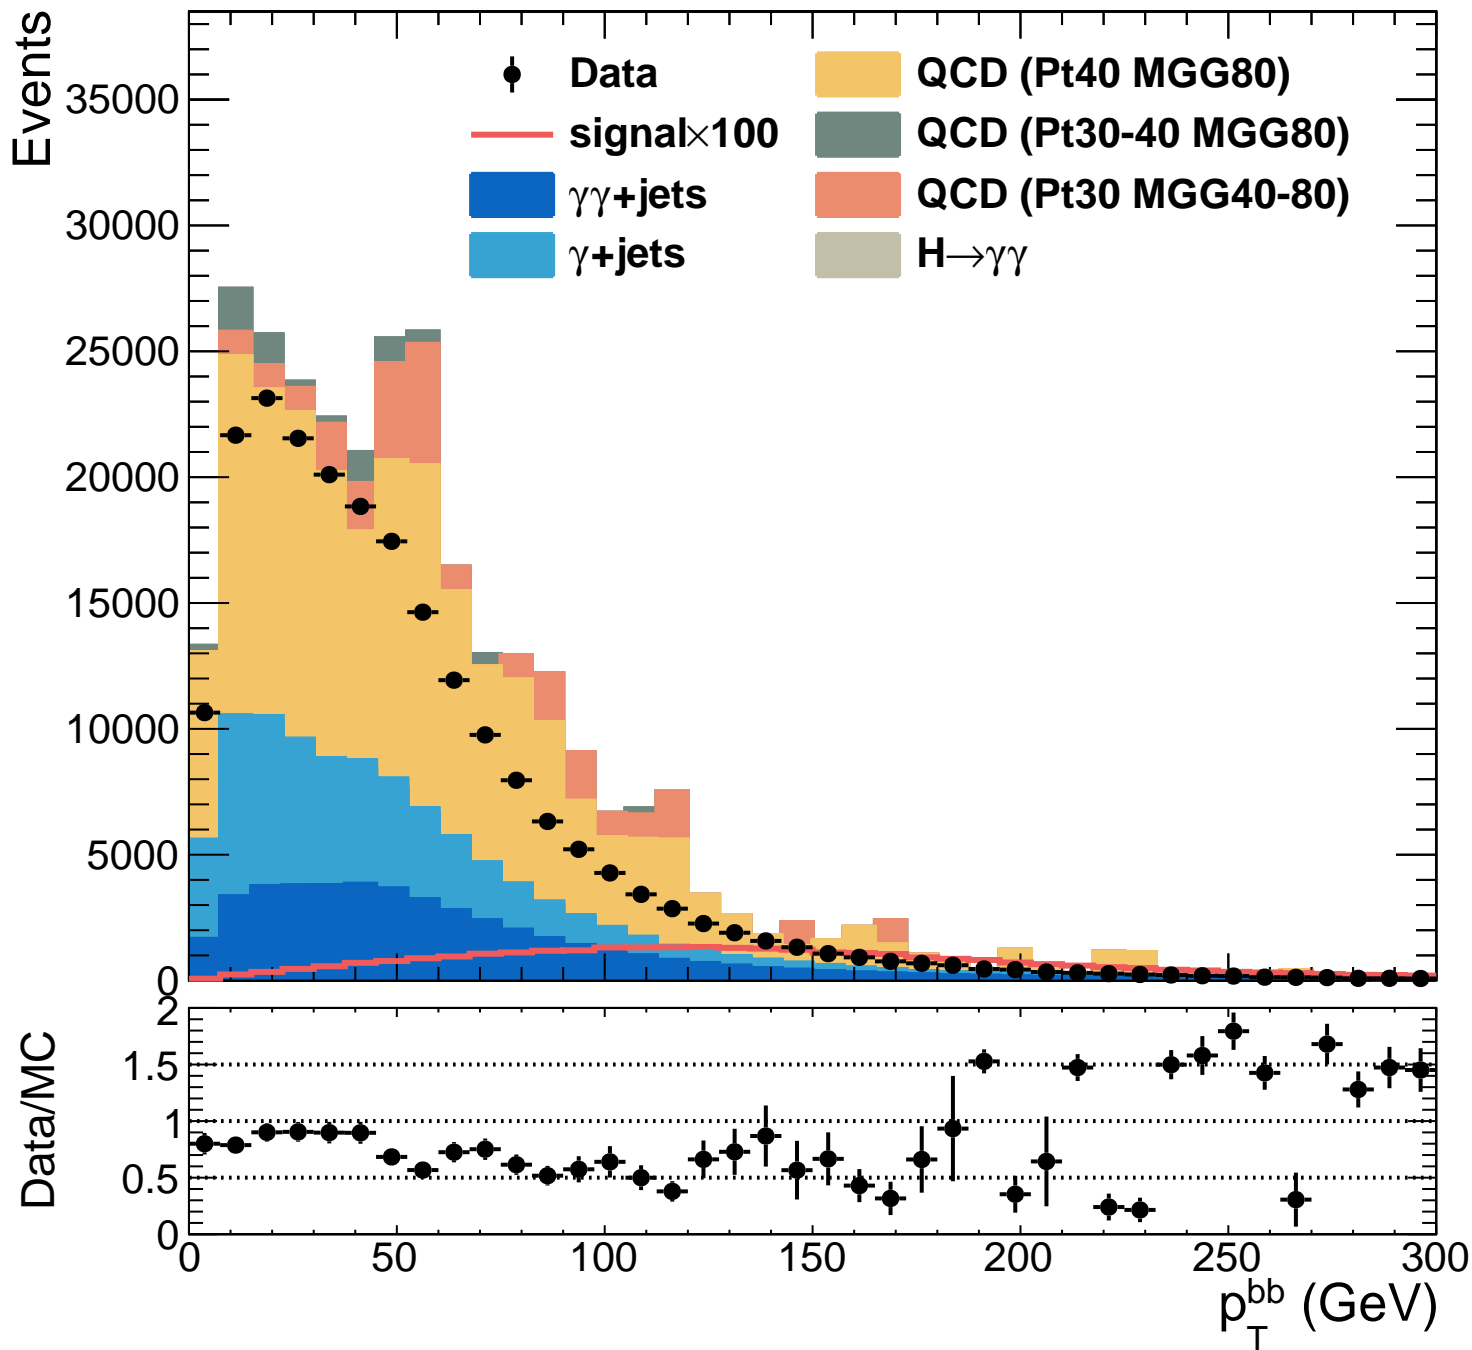 Events
35000
30000
25000
20000
15000
10000
5000
0
Data
signal×100
γγ+jets
γ+jets
QCD (Pt40 MGG80)
QCD (Pt30-40 MGG80)
QCD (Pt30 MGG40-80)
H→γγ
Data/MC
2
1.5
1
0.5
0
0 50 100 150 200 250 300
p_T^bb (GeV)